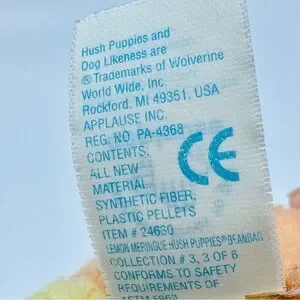 Hush Puppies and
Dog Likeness are
® Trademarks of Wolverine
World Wide, Inc.
Rockford, MI 49351, USA
APPLAUSE INC.
REG. NO. PA-4368
CONTENTS:
ALL NEW
MATERIAL.
SYNTHETIC FIBER,
PLASTIC PELLETS
CE
ITEM # 24630
LEMON MERINGUE HUSH PUPPIES® BEANBAG
COLLECTION # 3, 3 OF 6
CONFORMS TO SAFETY
REQUIREMENTS OF
ASTM F963